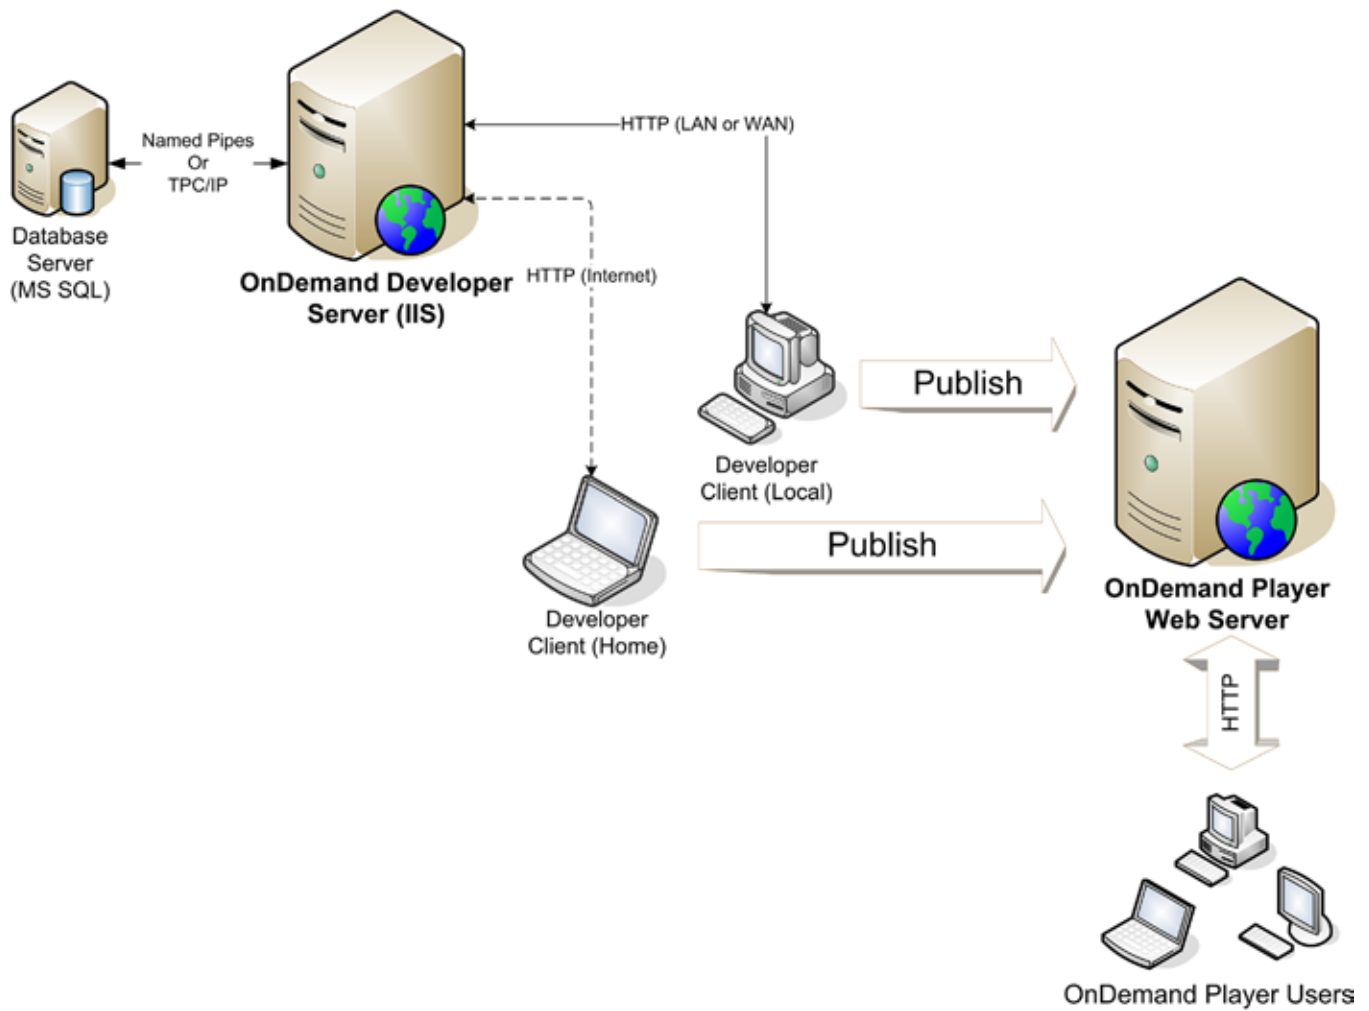 Named Pipes
Or
TPC/IP
HTTP (LAN or WAN)
Database
Server
(MS SQL)
OnDemand Developer
Server (IIS)
HTTP (Internet)
Publish
Developer
Client (Local)
Publish
Developer
Client (Home)
OnDemand Player
Web Server
HTTP
OnDemand Player Users